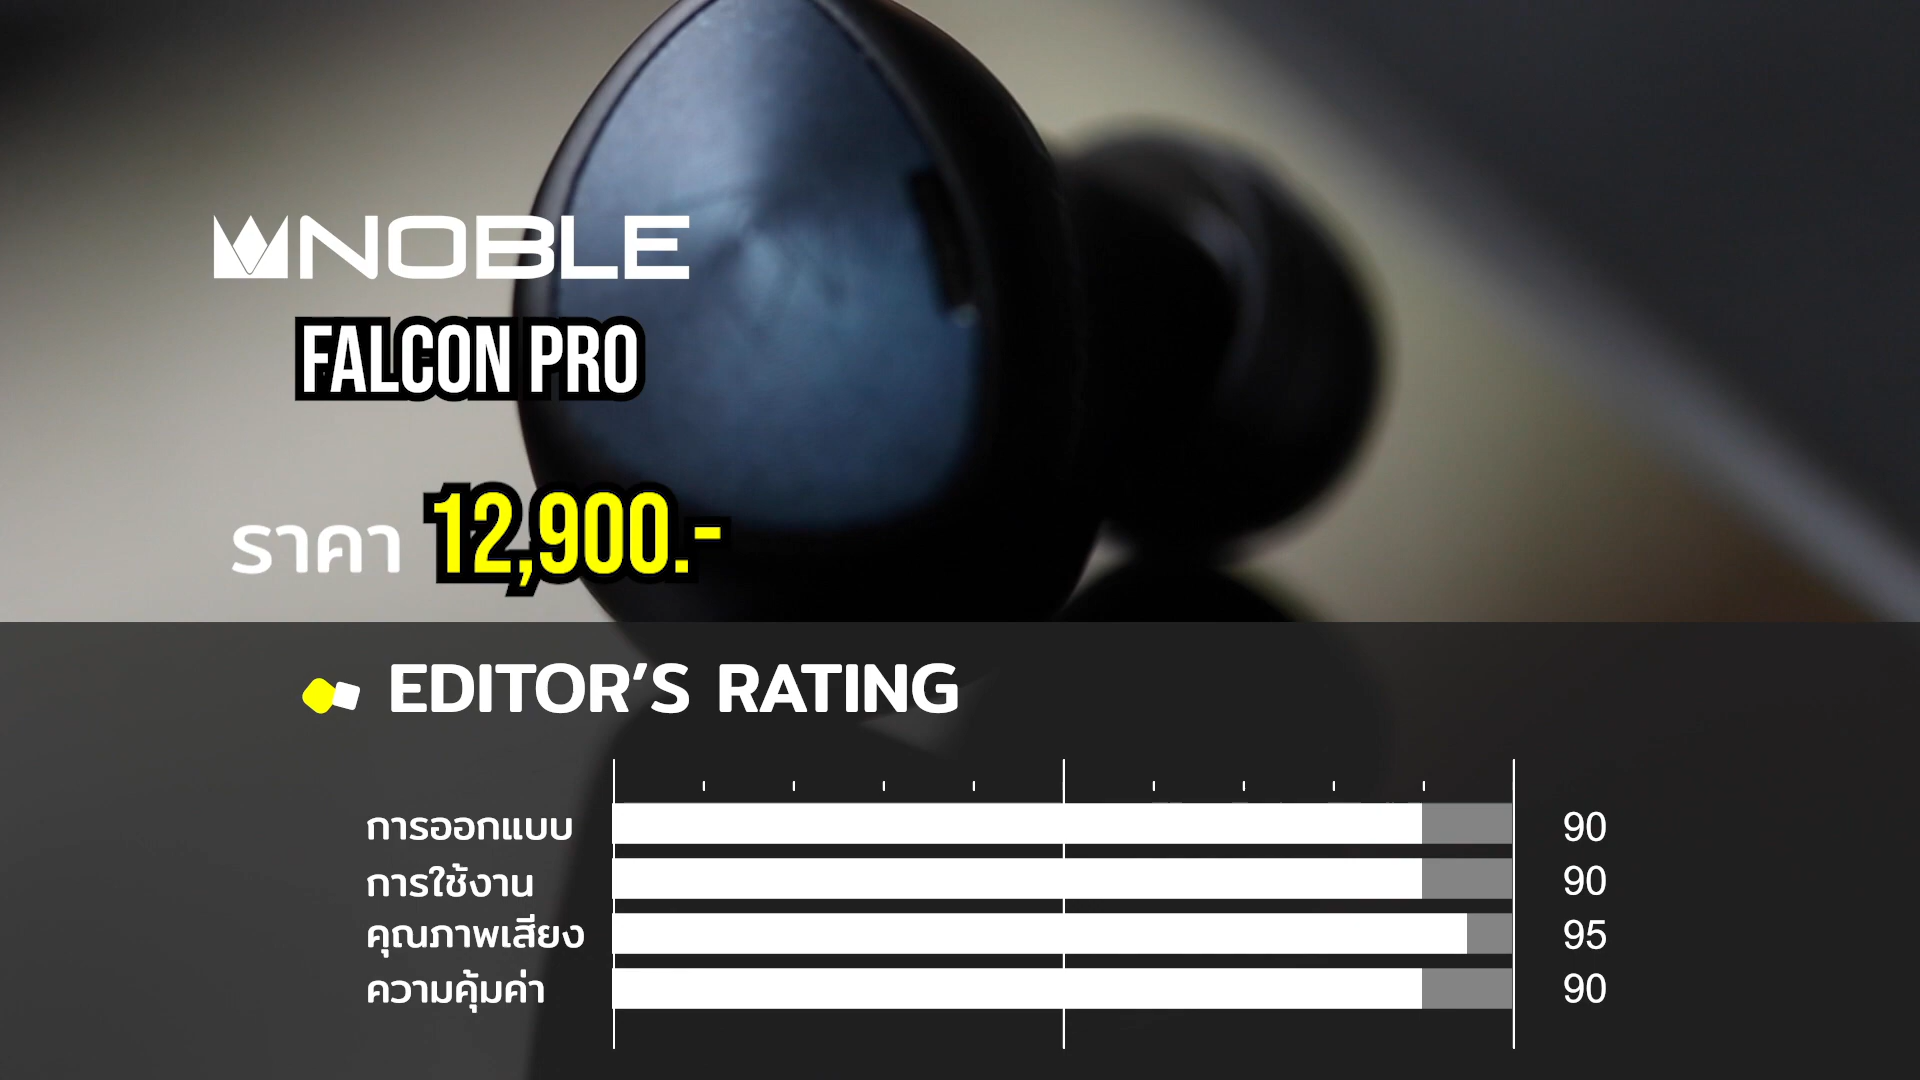 NOBLE
FALCON PRO
ราคา 12,900.-
EDITOR'S RATING
การออกแบบ 90
การใช้งาน 90
คุณภาพเสียง 95
ความคุ้มค่า 90